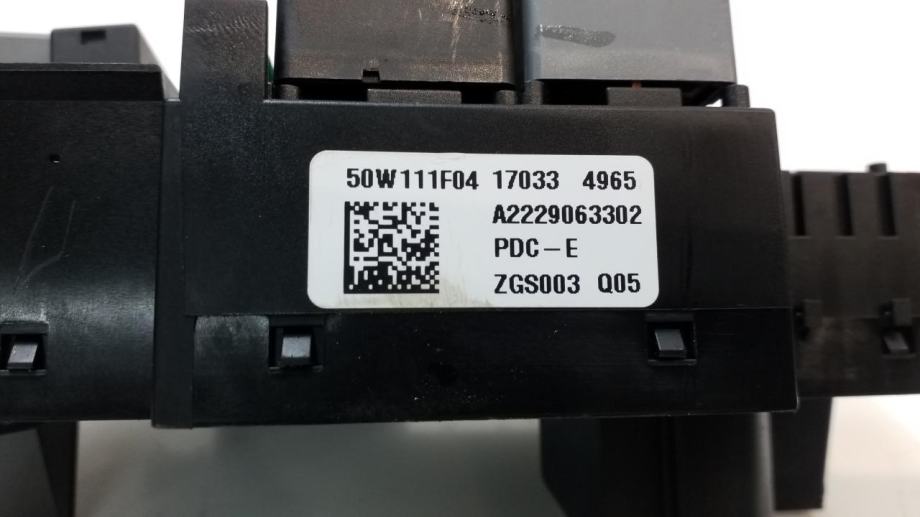 50W111F04 17033 4965
A2229063302
PDC-E
ZGS003 Q05